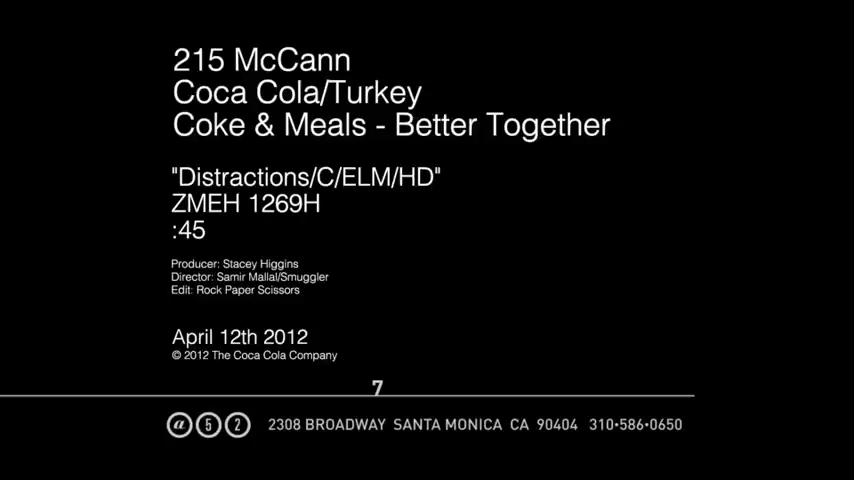 215 McCann
Coca Cola/Turkey
Coke & Meals - Better Together
"Distractions/C/ELM/HD"
ZMEH 1269H
:45
Producer: Stacey Higgins
Director: Samir Mallal/Smuggler
Edit: Rock Paper Scissors
April 12th 2012
© 2012 The Coca Cola Company
7
a 5 2 2308 BROADWAY SANTA MONICA CA 90404 310•586•0650